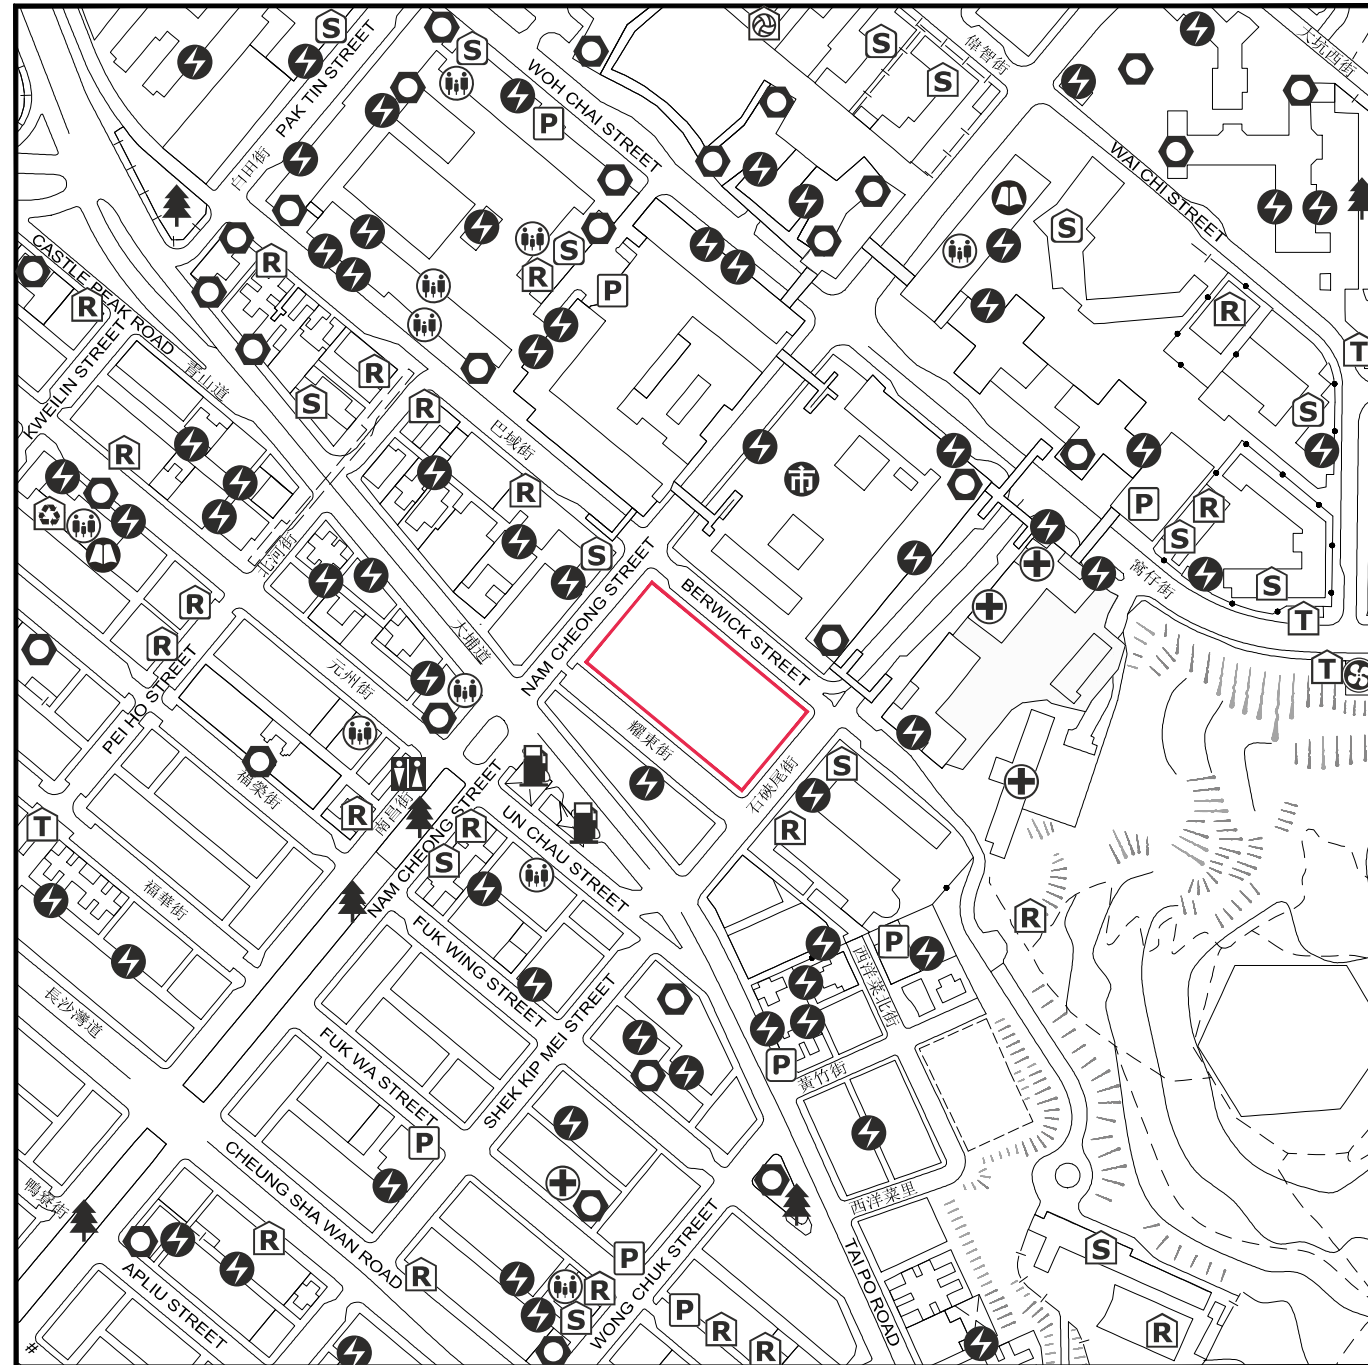 PAK TIN STREET
白田街
WOH CHAI STREET
偉智街
大坑西街
WAI CHI STREET
CASTLE PEAK ROAD
青山道
KWEILIN STREET
巴域街
北河街
NAM CHEONG STREET
BERWICK STREET
窩仔街
大埔道
元州街
耀東街
石硤尾街
PEI HO STREET
福榮街
南昌街
NAM CHEONG STREET
UN CHAU STREET
福華街
FUK WING STREET
西洋菜北街
長沙灣道
FUK WA STREET
SHEK KIP MEI STREET
黃竹街
CHEUNG SHA WAN ROAD
鴨寮街
西洋菜里
WONG CHUK STREET
TAI PO ROAD
APLIU STREET
S
S
S
S
P
S
S
R
R
P
R
R
R
S
R
S
R
R
R
P
R
S
S
S
T
T
T
R
R
S
R
R
R
S
T
R
P
P
P
R
R
P
R
S
P
R
R
S
R